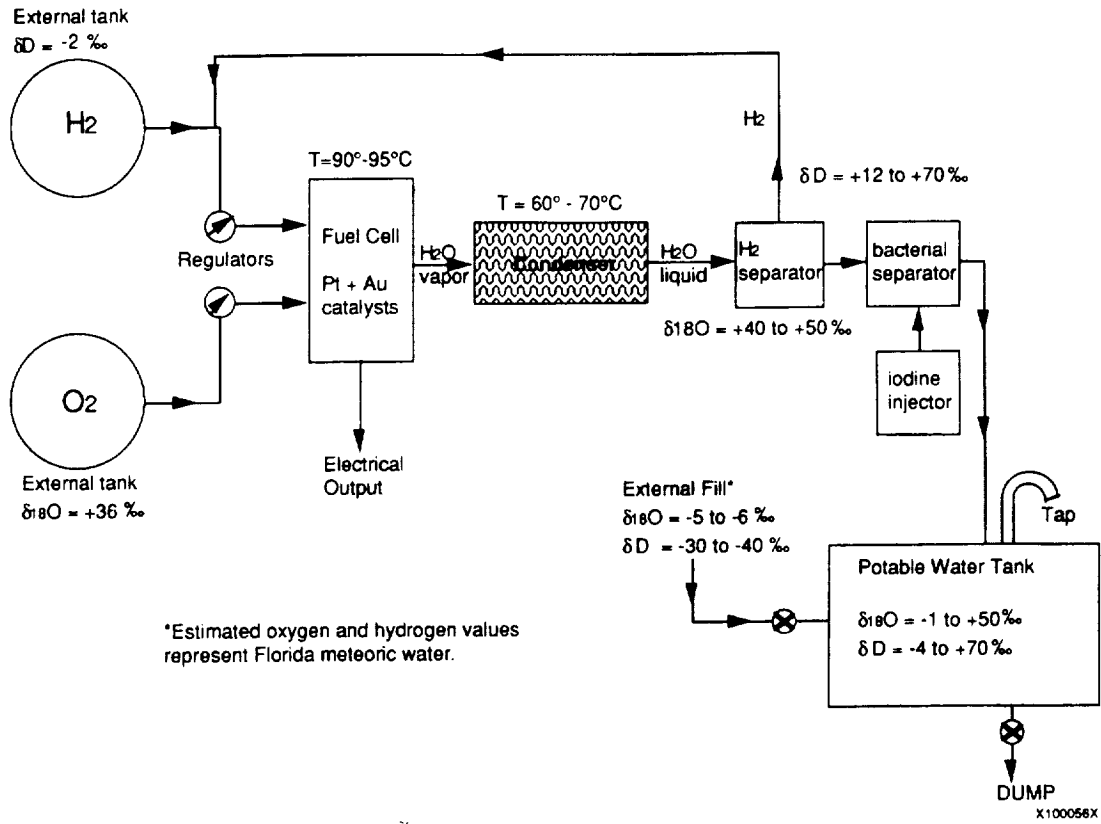 External tank
δD = -2 ‰
H2
H2
T=90°-95°C
δD = +12 to +70‰
T = 60° - 70°C
Fuel Cell
Pt + Au
catalysts
H2O
vapor
Condenser
H2O
liquid
H2
separator
bacterial
separator
Regulators
δ18O = +40 to +50‰
iodine
injector
O2
External tank
δ18O = +36 ‰
Electrical
Output
External Fill*
δ18O = -5 to -6 ‰
δD = -30 to -40 ‰
Tap
Potable Water Tank
δ18O = -1 to +50‰
δD = -4 to +70‰
*Estimated oxygen and hydrogen values
represent Florida meteoric water.
DUMP
X100056X